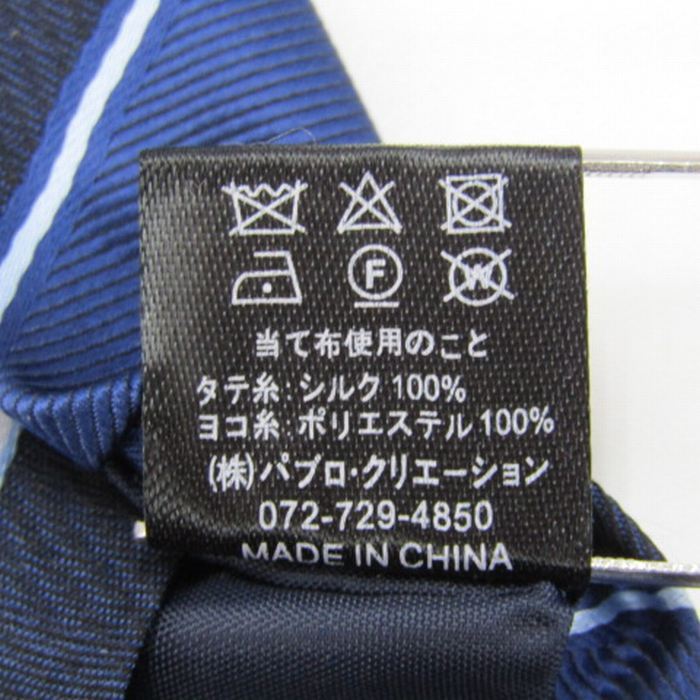 F W
当て布使用のこと
タテ糸:シルク 100%
ヨコ糸:ポリエステル 100%
(株)パブロ・クリエーション
072-729-4850
MADE IN CHINA